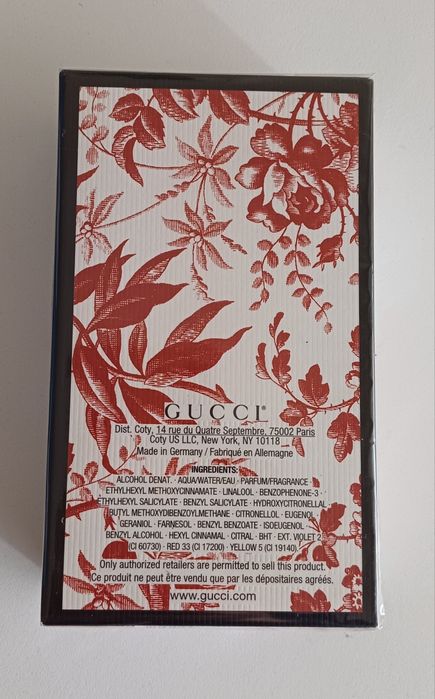 GUCCI®
Dist. Coty, 14 rue du Quatre Septembre, 75002 Paris
Coty US LLC, New York, NY 10118
Made in Germany / Fabriqué en Allemagne
INGREDIENTS:
ALCOHOL DENAT. • AQUA/WATER/EAU • PARFUM/FRAGRANCE •
ETHYLHEXYL METHOXYCINNAMATE • LINALOOL • BENZOPHENONE-3 •
ETHYLHEXYL SALICYLATE • BENZYL SALICYLATE • HYDROXYCITRONELLAL •
BUTYL METHOXYDIBENZOYLMETHANE • CITRONELLOL • EUGENOL •
GERANIOL • FARNESOL • BENZYL BENZOATE • ISOEUGENOL •
BENZYL ALCOHOL • HEXYL CINNAMAL • CITRAL • BHT • EXT. VIOLET 2
(CI 60730) • RED 33 (CI 17200) • YELLOW 5 (CI 19140).
Only authorized retailers are permitted to sell this product.
Ce produit ne peut être vendu que par les dépositaires agréés.
www.gucci.com